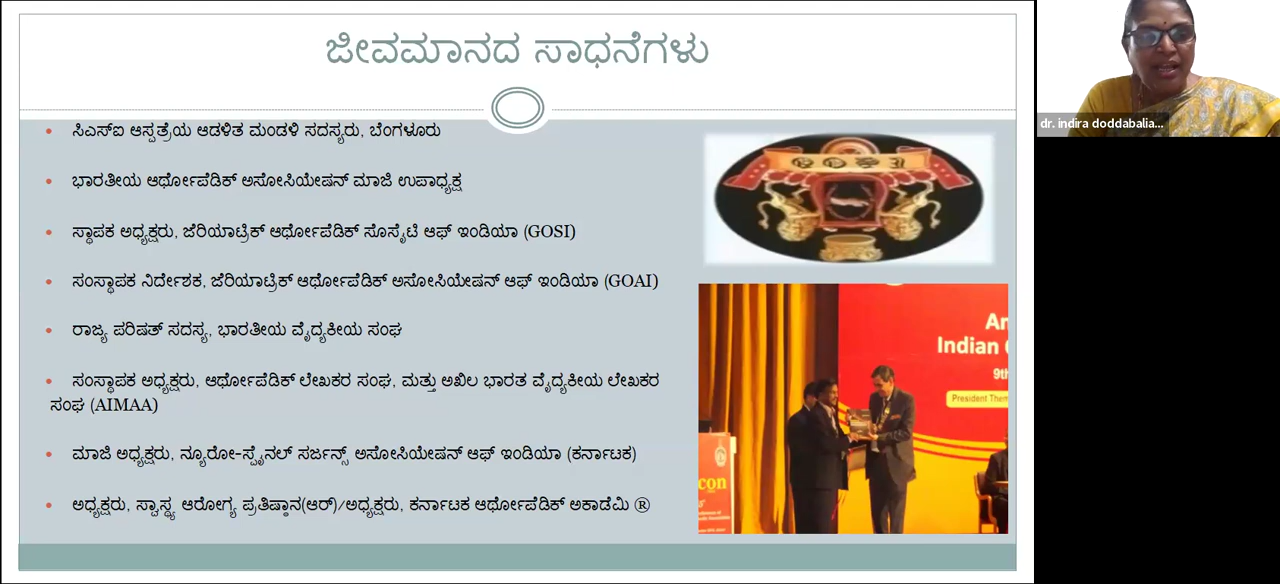 ಜೀವಮಾನದ ಸಾಧನೆಗಳು
ಸಿಎಸ್ಐ ಆಸ್ಪತ್ರೆಯ ಆಡಳಿತ ಮಂಡಳಿ ಸದಸ್ಯರು, ಬೆಂಗಳೂರು
ಭಾರತೀಯ ಆರ್ಥೋಪೆಡಿಕ್ ಅಸೋಸಿಯೇಷನ್ ಮಾಜಿ ಉಪಾಧ್ಯಕ್ಷ
ಸ್ಥಾಪಕ ಅಧ್ಯಕ್ಷರು, ಜೆರಿಯಾಟ್ರಿಕ್ ಆರ್ಥೋಪೆಡಿಕ್ ಸೊಸೈಟಿ ಆಫ್ ಇಂಡಿಯಾ (GOSI)
ಸಂಸ್ಥಾಪಕ ನಿರ್ದೇಶಕ, ಜೆರಿಯಾಟ್ರಿಕ್ ಆರ್ಥೋಪೆಡಿಕ್ ಅಸೋಸಿಯೇಷನ್ ಆಫ್ ಇಂಡಿಯಾ (GOAI)
ರಾಜ್ಯ ಪರಿಷತ್ ಸದಸ್ಯ, ಭಾರತೀಯ ವೈದ್ಯಕೀಯ ಸಂಘ
ಸಂಸ್ಥಾಪಕ ಅಧ್ಯಕ್ಷರು, ಆರ್ಥೋಪೆಡಿಕ್ ಲೇಖಕರ ಸಂಘ, ಮತ್ತು ಅಖಿಲ ಭಾರತ ವೈದ್ಯಕೀಯ ಲೇಖಕರ
ಸಂಘ (AIMAA)
ಮಾಜಿ ಅಧ್ಯಕ್ಷರು, ನ್ಯೂರೋ-ಸ್ಪೈನಲ್ ಸರ್ಜನ್ಸ್ ಅಸೋಸಿಯೇಷನ್ ಆಫ್ ಇಂಡಿಯಾ (ಕರ್ನಾಟಕ)
ಅಧ್ಯಕ್ಷರು, ಸ್ವಾಸ್ಥ್ಯ ಆರೋಗ್ಯ ಪ್ರತಿಷ್ಠಾನ(ಆರ್)/ಅಧ್ಯಕ್ಷರು, ಕರ್ನಾಟಕ ಆರ್ಥೋಪೆಡಿಕ್ ಅಕಾಡೆಮಿ ®
An
Indian
9th
President Them
con
dr. indira doddabalia...